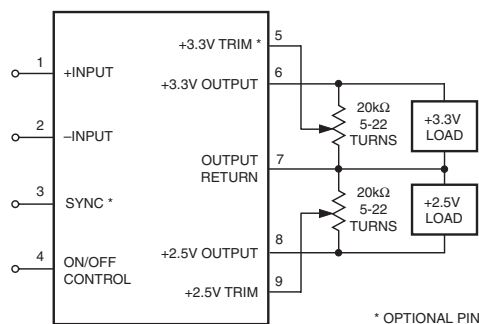 1
+INPUT
2
–INPUT
3
SYNC *
4
ON/OFF
CONTROL
+3.3V TRIM *
5
+3.3V OUTPUT
6
OUTPUT
RETURN
7
+2.5V OUTPUT
8
+2.5V TRIM
9
20kΩ
5-22
TURNS
20kΩ
5-22
TURNS
+3.3V
LOAD
+2.5V
LOAD
* OPTIONAL PIN